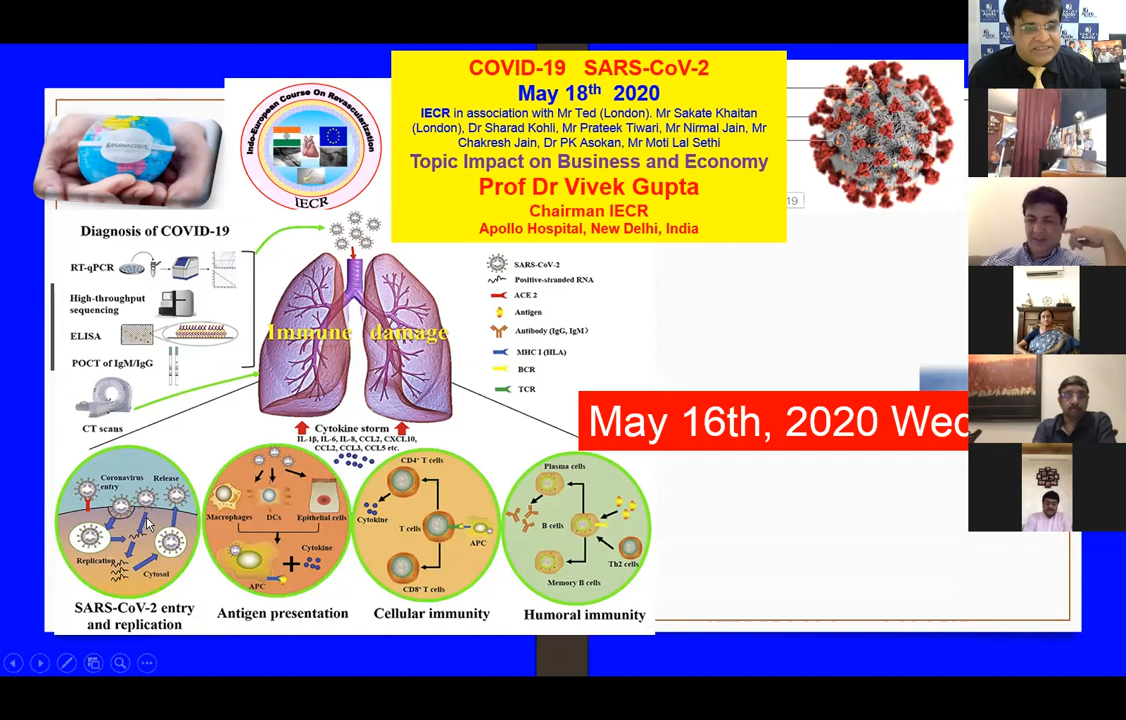 COVID-19 SARS-CoV-2
May 18th 2020
IECR in association with Mr Ted (London). Mr Sakate Khaitan
(London), Dr Sharad Kohli, Mr Prateek Tiwari, Mr Nirmal Jain, Mr
Chakresh Jain, Dr PK Asokan, Mr Moti Lal Sethi
Topic Impact on Business and Economy
Prof Dr Vivek Gupta
Chairman IECR
Apollo Hospital, New Delhi, India
Indo-European Course On Revascularization
IECR
Apollo
19
Diagnosis of COVID-19
RT-qPCR
High-throughput
sequencing
ELISA
POCT of IgM/IgG
CT scans
Immune damage
SARS-CoV-2
Positive-stranded RNA
ACE 2
Antigen
Antibody (IgG, IgM)
MHC I (HLA)
BCR
TCR
May 16th, 2020 Wed
Cytokine storm
IL-1β, IL-6, IL-8, CCL2, CXCL10,
CCL2, CCL3, CCL5 etc.
Coronavirus
entry
Release
Replication
Cytosol
SARS-CoV-2 entry
and replication
Macrophages
DCs
Epithelial cells
Cytokine
APC
Antigen presentation
CD4+ T cells
Cytokine
T cells
APC
CD8+ T cells
Cellular immunity
Plasma cells
B cells
Th2 cells
Memory B cells
Humoral immunity